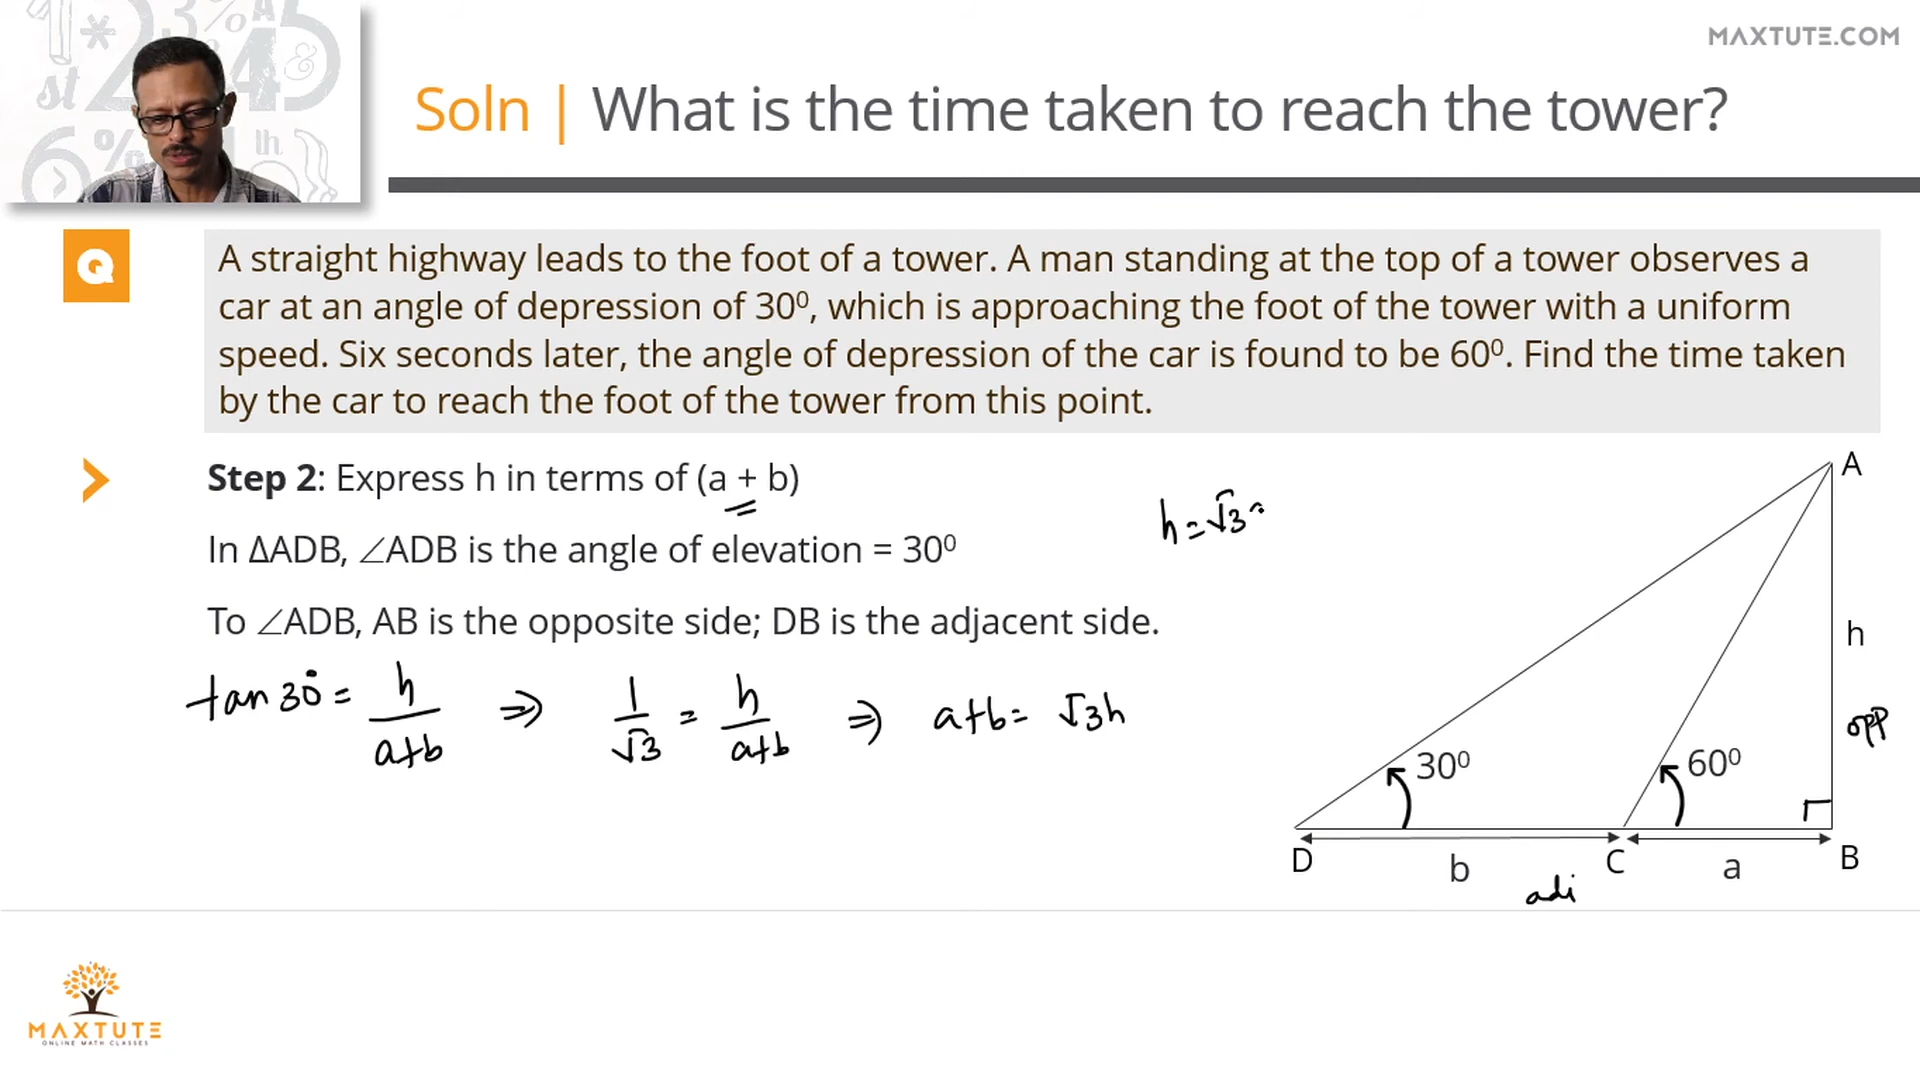 MAXTUTE.COM
Soln | What is the time taken to reach the tower?
Q
A straight highway leads to the foot of a tower. A man standing at the top of a tower observes a
car at an angle of depression of 30⁰, which is approaching the foot of the tower with a uniform
speed. Six seconds later, the angle of depression of the car is found to be 60⁰. Find the time taken
by the car to reach the foot of the tower from this point.
Step 2: Express h in terms of (a + b)
h = √3
In ΔADB, ∠ADB is the angle of elevation = 30⁰
To ∠ADB, AB is the opposite side; DB is the adjacent side.
tan 30° = h/(a+b) ⇒ 1/√3 = h/(a+b) ⇒ a+b = √3h
A
h
opp
30⁰
60⁰
D
C
B
b
a
adj
MAXTUTE
ONLINE MATH CLASSES